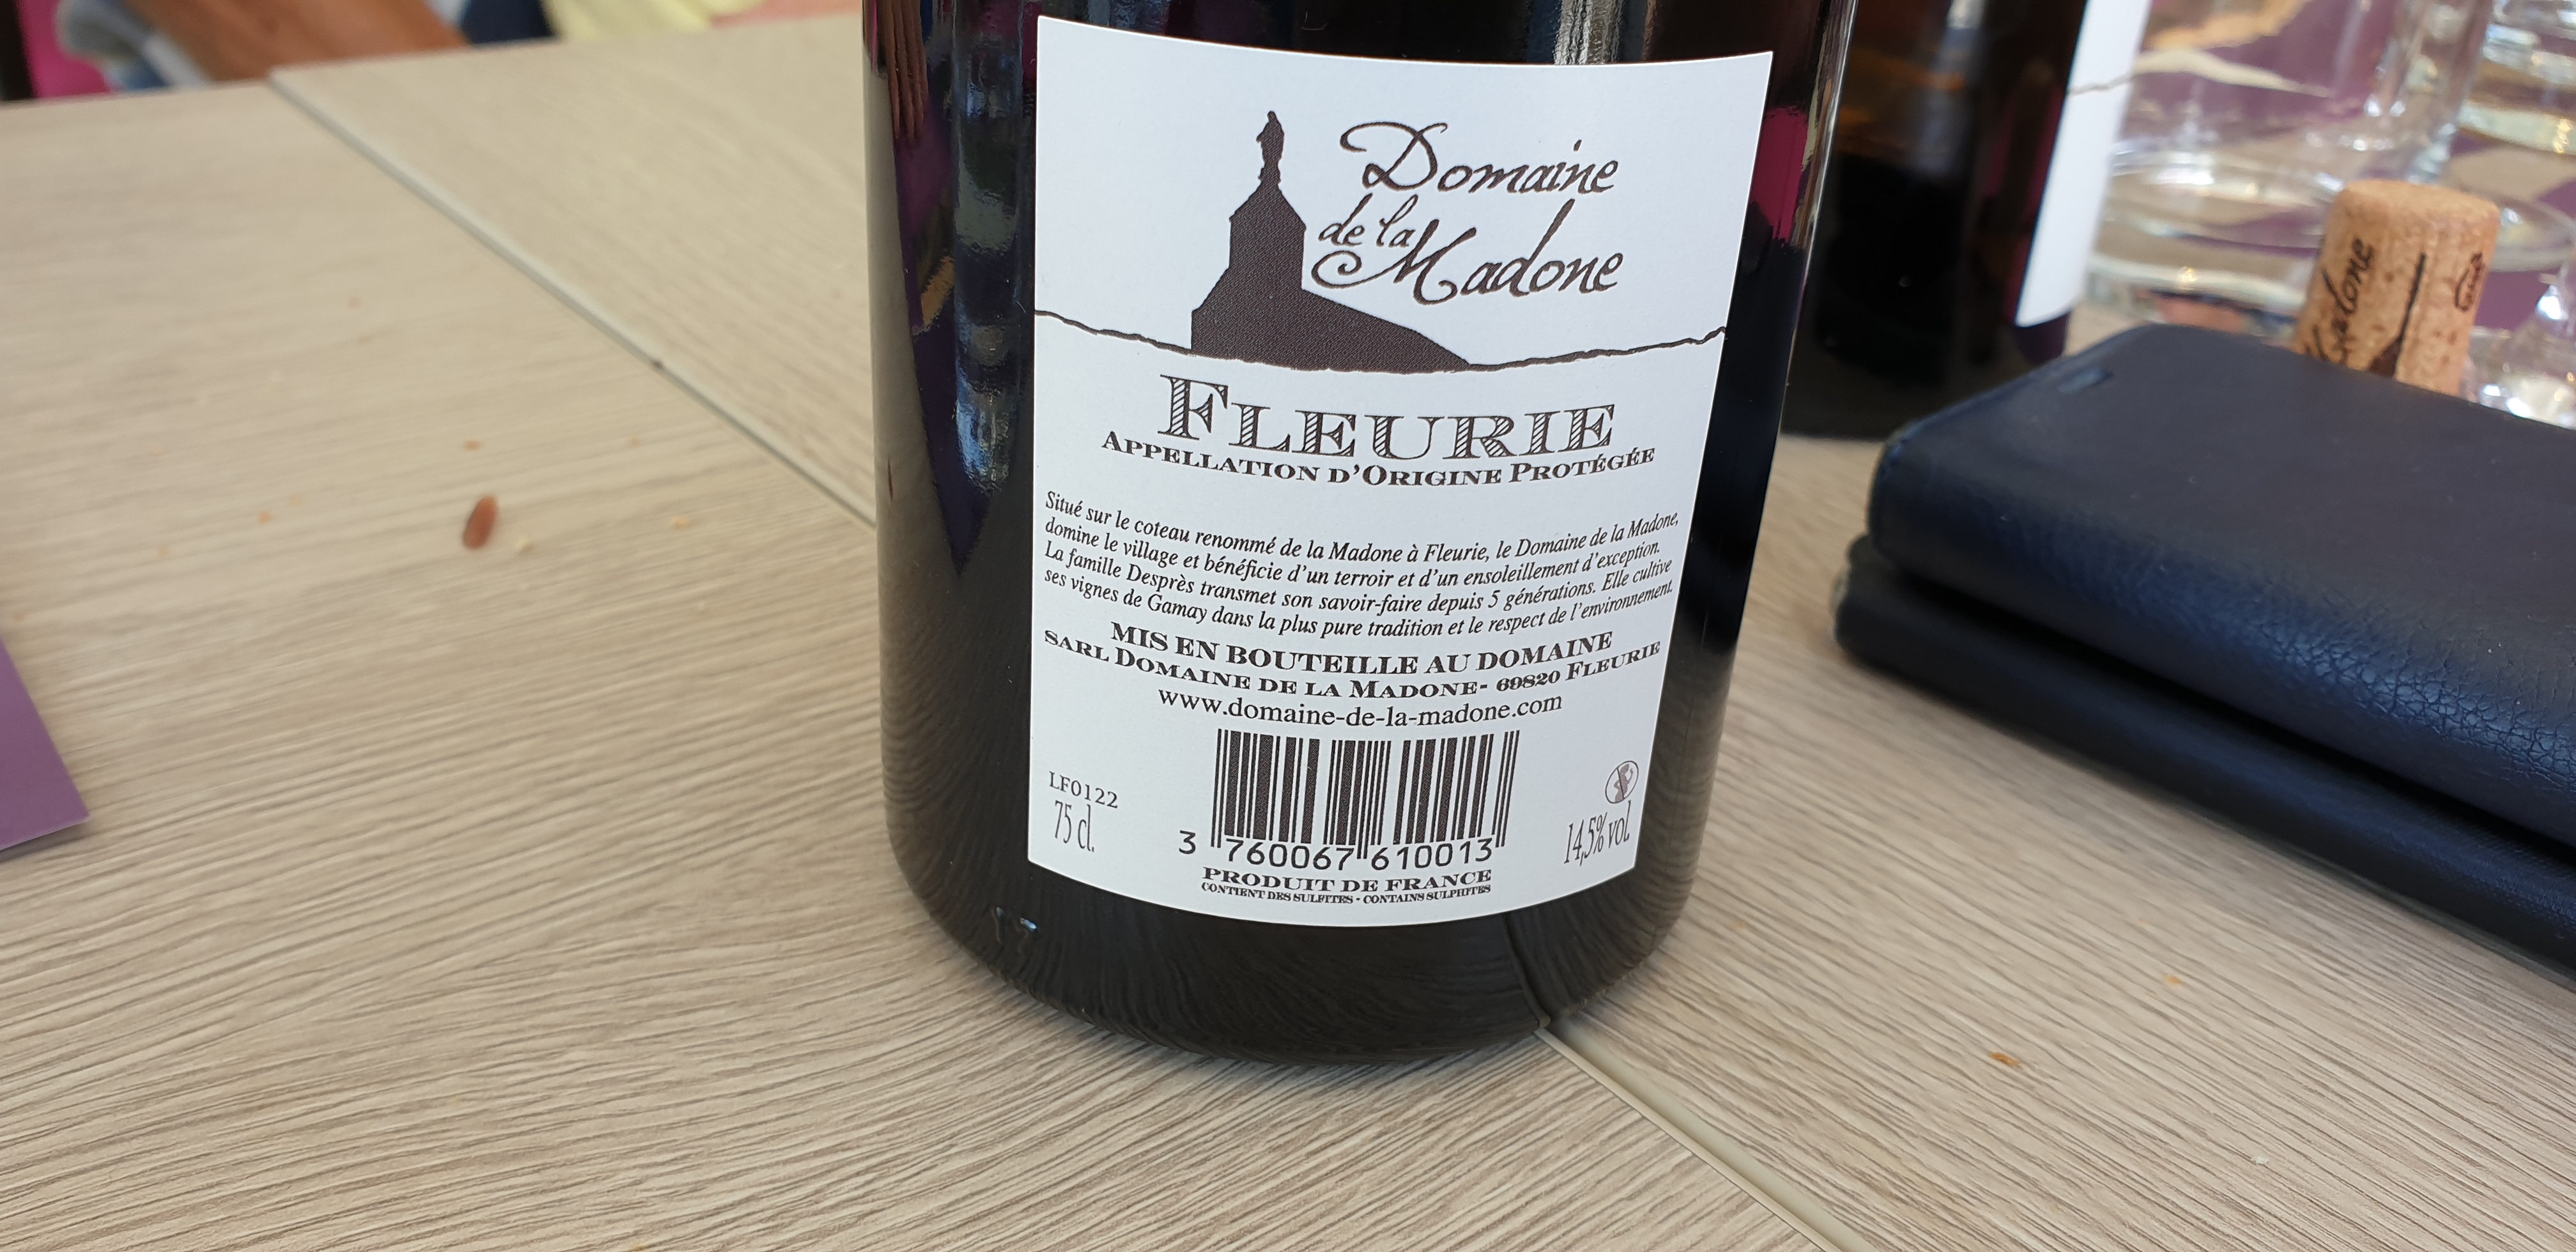 Domaine
de la
Madone
FLEURIE
APPELLATION D'ORIGINE PROTÉGÉE
Situé sur le coteau renommé de la Madone à Fleurie, le Domaine de la Madone,
domine le village et bénéficie d'un terroir et d'un ensoleillement d'exception.
La famille Desprès transmet son savoir-faire depuis 5 générations. Elle cultive
ses vignes de Gamay dans la plus pure tradition et le respect de l'environnement.
MIS EN BOUTEILLE AU DOMAINE
SARL DOMAINE DE LA MADONE- 69820 FLEURIE
www.domaine-de-la-madone.com
LF0122
75 cl.
3 760067 610013
14,5% vol
PRODUIT DE FRANCE
CONTIENT DES SULFITES - CONTAINS SULPHITES
17